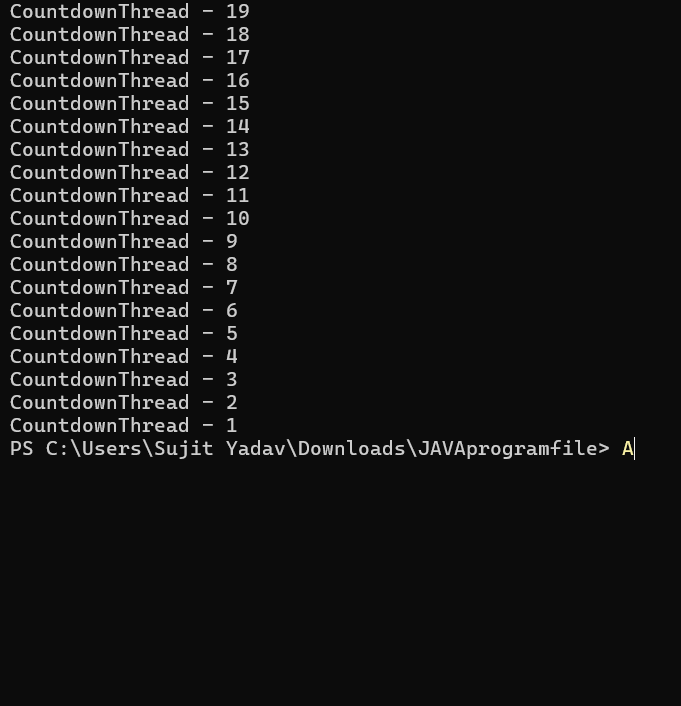 CountdownThread - 19
CountdownThread - 18
CountdownThread - 17
CountdownThread - 16
CountdownThread - 15
CountdownThread - 14
CountdownThread - 13
CountdownThread - 12
CountdownThread - 11
CountdownThread - 10
CountdownThread - 9
CountdownThread - 8
CountdownThread - 7
CountdownThread - 6
CountdownThread - 5
CountdownThread - 4
CountdownThread - 3
CountdownThread - 2
CountdownThread - 1
PS C:\Users\Sujit Yadav\Downloads\JAVAprogramfile> A